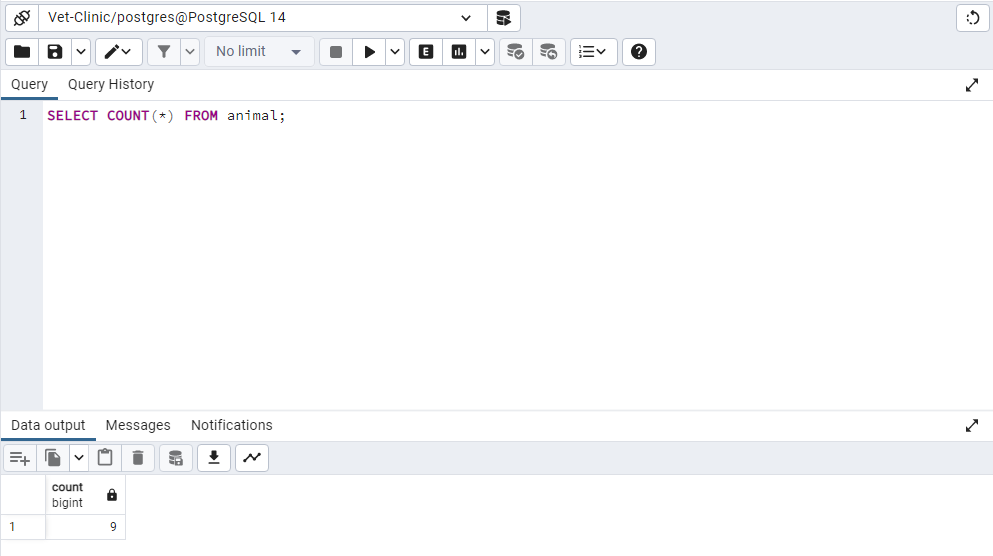 Vet-Clinic/postgres@PostgreSQL 14
No limit
E
Query Query History
1 SELECT COUNT(*) FROM animal;
Data output Messages Notifications
count
bigint
1 9